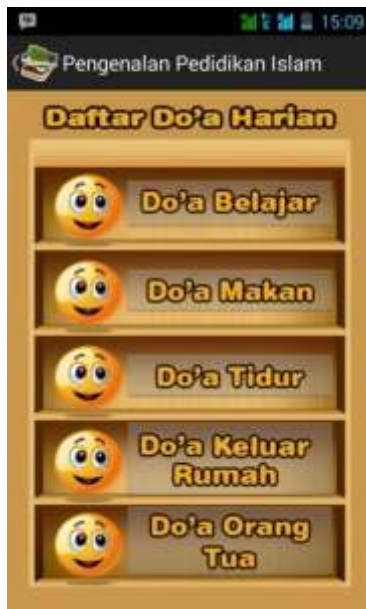 15:09
Pengenalan Pedidikan Islam
Daftar Do'a Harian
Do'a Belajar
Do'a Makan
Do'a Tidur
Do'a Keluar
Rumah
Do'a Orang
Tua